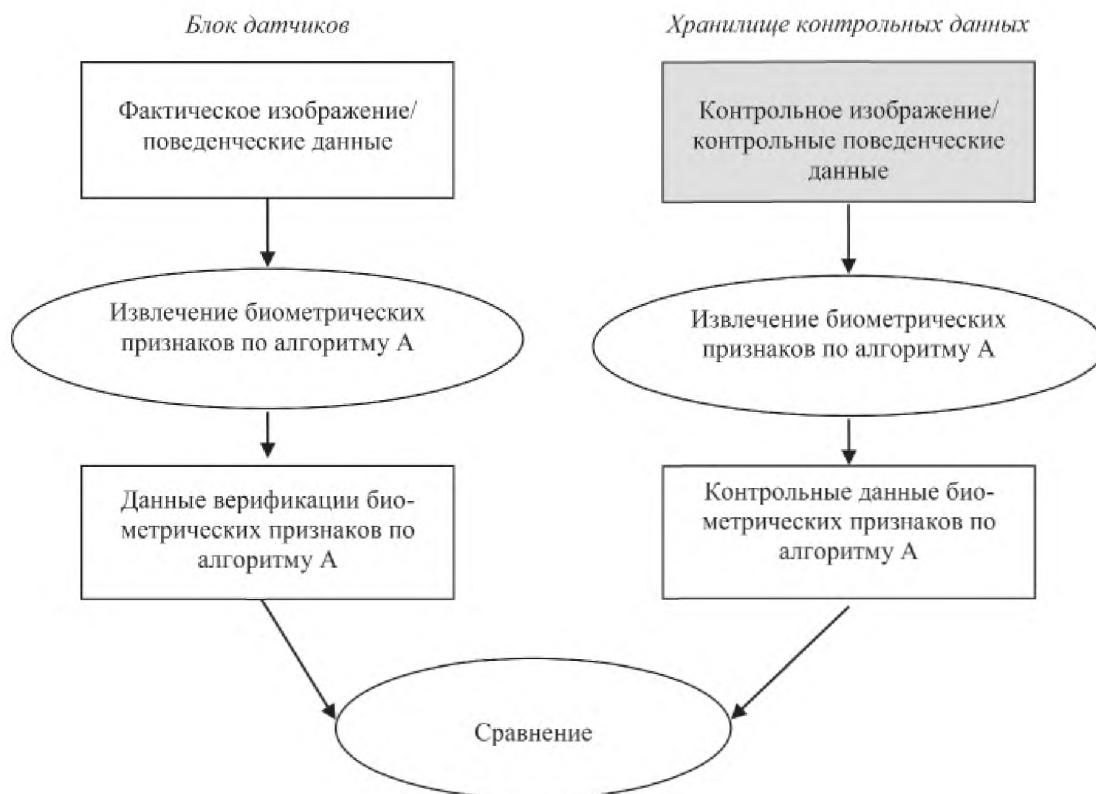 Блок датчиков
Хранилище контрольных данных
Фактическое изображение/
поведенческие данные
Контрольное изображение/
контрольные поведенческие
данные
Извлечение биометрических
признаков по алгоритму А
Извлечение биометрических
признаков по алгоритму А
Данные верификации био-
метрических признаков по
алгоритму А
Контрольные данные био-
метрических признаков по
алгоритму А
Сравнение